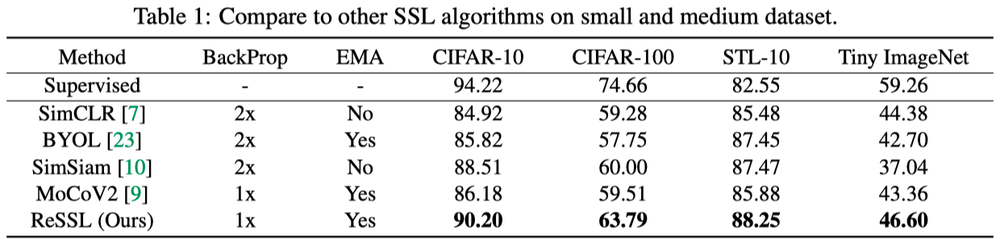 Table 1: Compare to other SSL algorithms on small and medium dataset.
Method BackProp EMA CIFAR-10 CIFAR-100 STL-10 Tiny ImageNet
Supervised - - 94.22 74.66 82.55 59.26
SimCLR [7] 2x No 84.92 59.28 85.48 44.38
BYOL [23] 2x Yes 85.82 57.75 87.45 42.70
SimSiam [10] 2x No 88.51 60.00 87.47 37.04
MoCoV2 [9] 1x Yes 86.18 59.51 85.88 43.36
ReSSL (Ours) 1x Yes 90.20 63.79 88.25 46.60